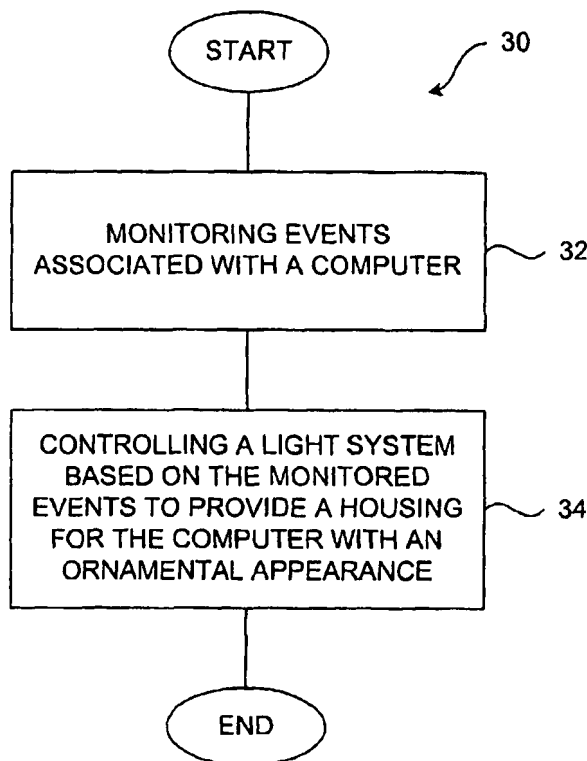 START
30
MONITORING EVENTS
ASSOCIATED WITH A COMPUTER
32
CONTROLLING A LIGHT SYSTEM
BASED ON THE MONITORED
EVENTS TO PROVIDE A HOUSING
FOR THE COMPUTER WITH AN
ORNAMENTAL APPEARANCE
34
END